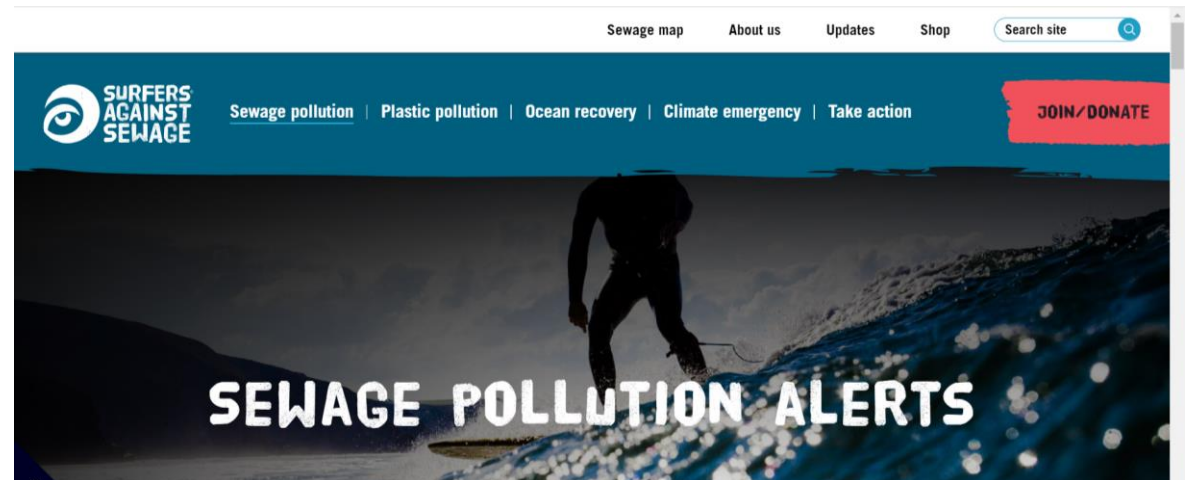 Sewage map About us Updates Shop Search site
SURFERS
AGAINST
SEWAGE
Sewage pollution | Plastic pollution | Ocean recovery | Climate emergency | Take action
JOIN/DONATE
SEWAGE POLLUTION ALERTS